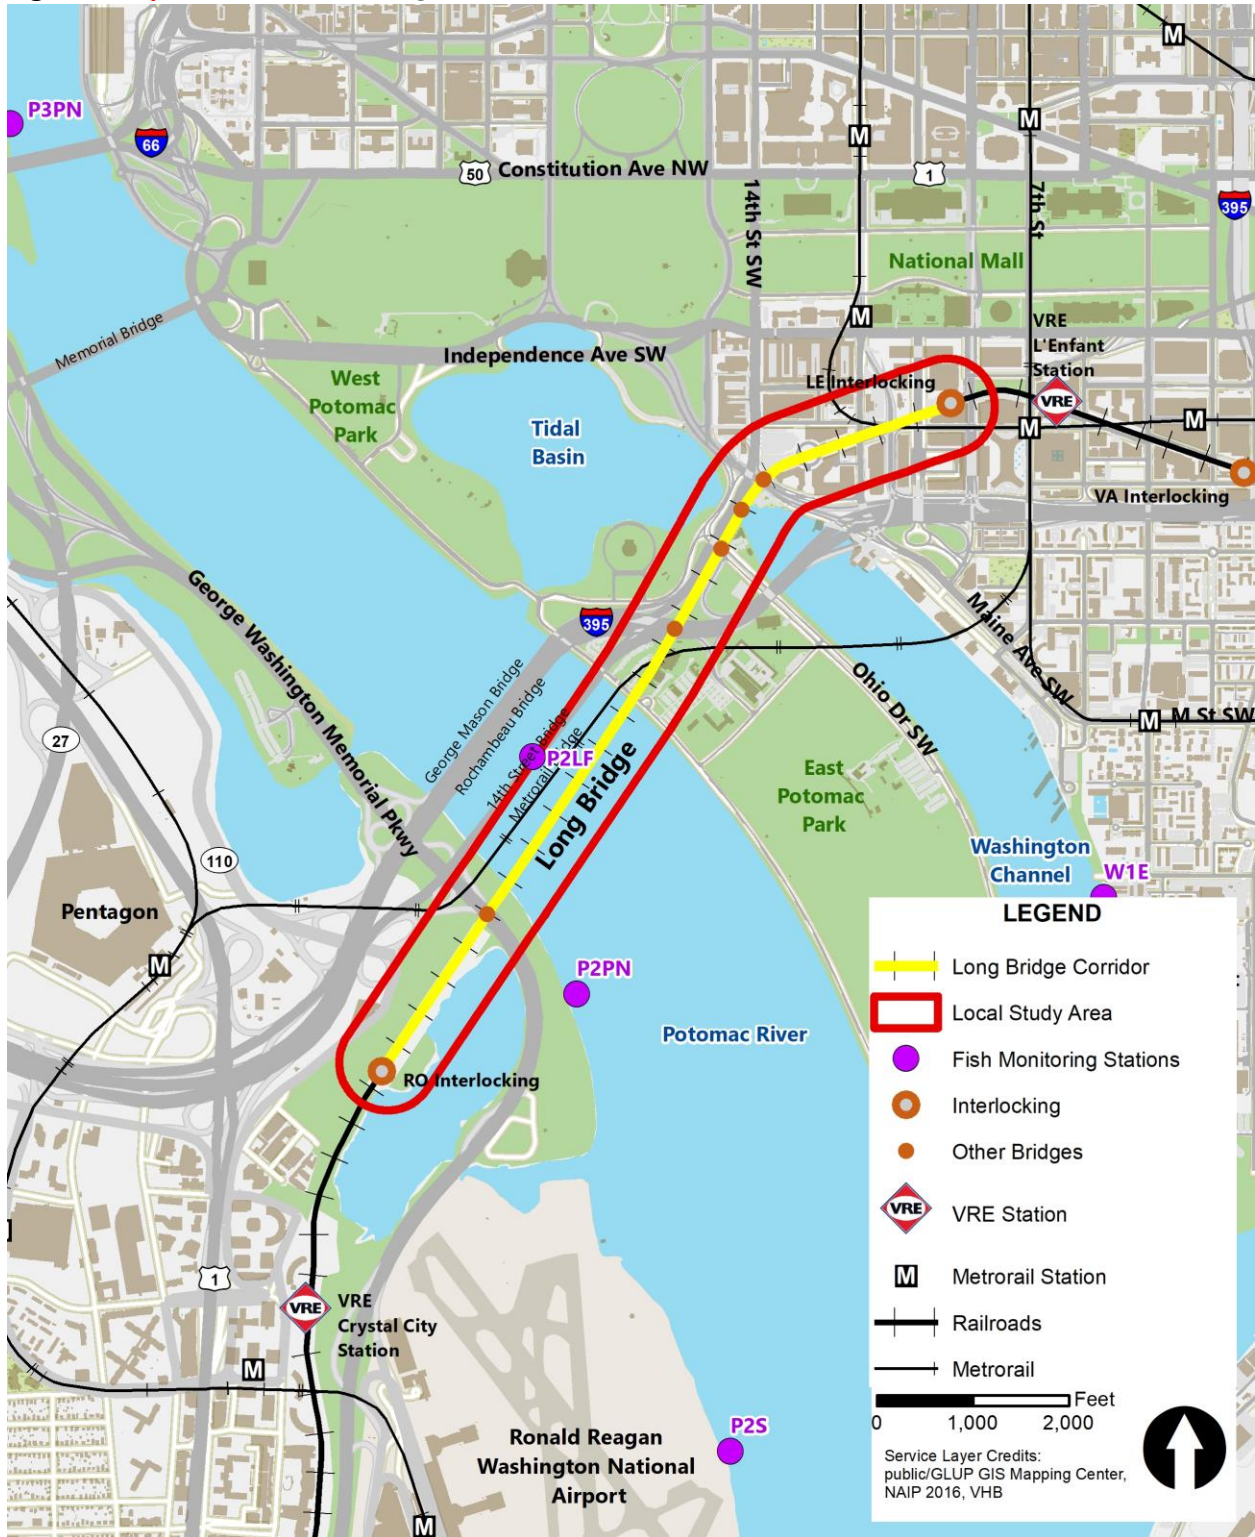 P3PN
66
50
Constitution Ave NW
1
14th St SW
7th St
395
M
M
M
National Mall
Memorial Bridge
M
VRE
L'Enfant
Station
Independence Ave SW
LE Interlocking
VRE
West
Potomac
Park
Tidal
Basin
M
M
VA Interlocking
George Washington Memorial Pkwy
395
Maine Ave SW
George Mason Bridge
Rochambeau Bridge
14th Street Bridge
Metrorail Bridge
Ohio Dr SW
M
M St SW
27
P2LF
Long Bridge
East
Potomac
Park
110
Washington
Channel
W1E
Pentagon
M
P2PN
Potomac River
RO Interlocking
1
VRE
VRE
Crystal City
Station
M
P2S
Ronald Reagan
Washington National
Airport
M
LEGEND
Long Bridge Corridor
Local Study Area
Fish Monitoring Stations
Interlocking
Other Bridges
VRE
VRE Station
M
Metrorail Station
Railroads
Metrorail
Feet
0 1,000 2,000
Service Layer Credits:
public/GLUP GIS Mapping Center,
NAIP 2016, VHB